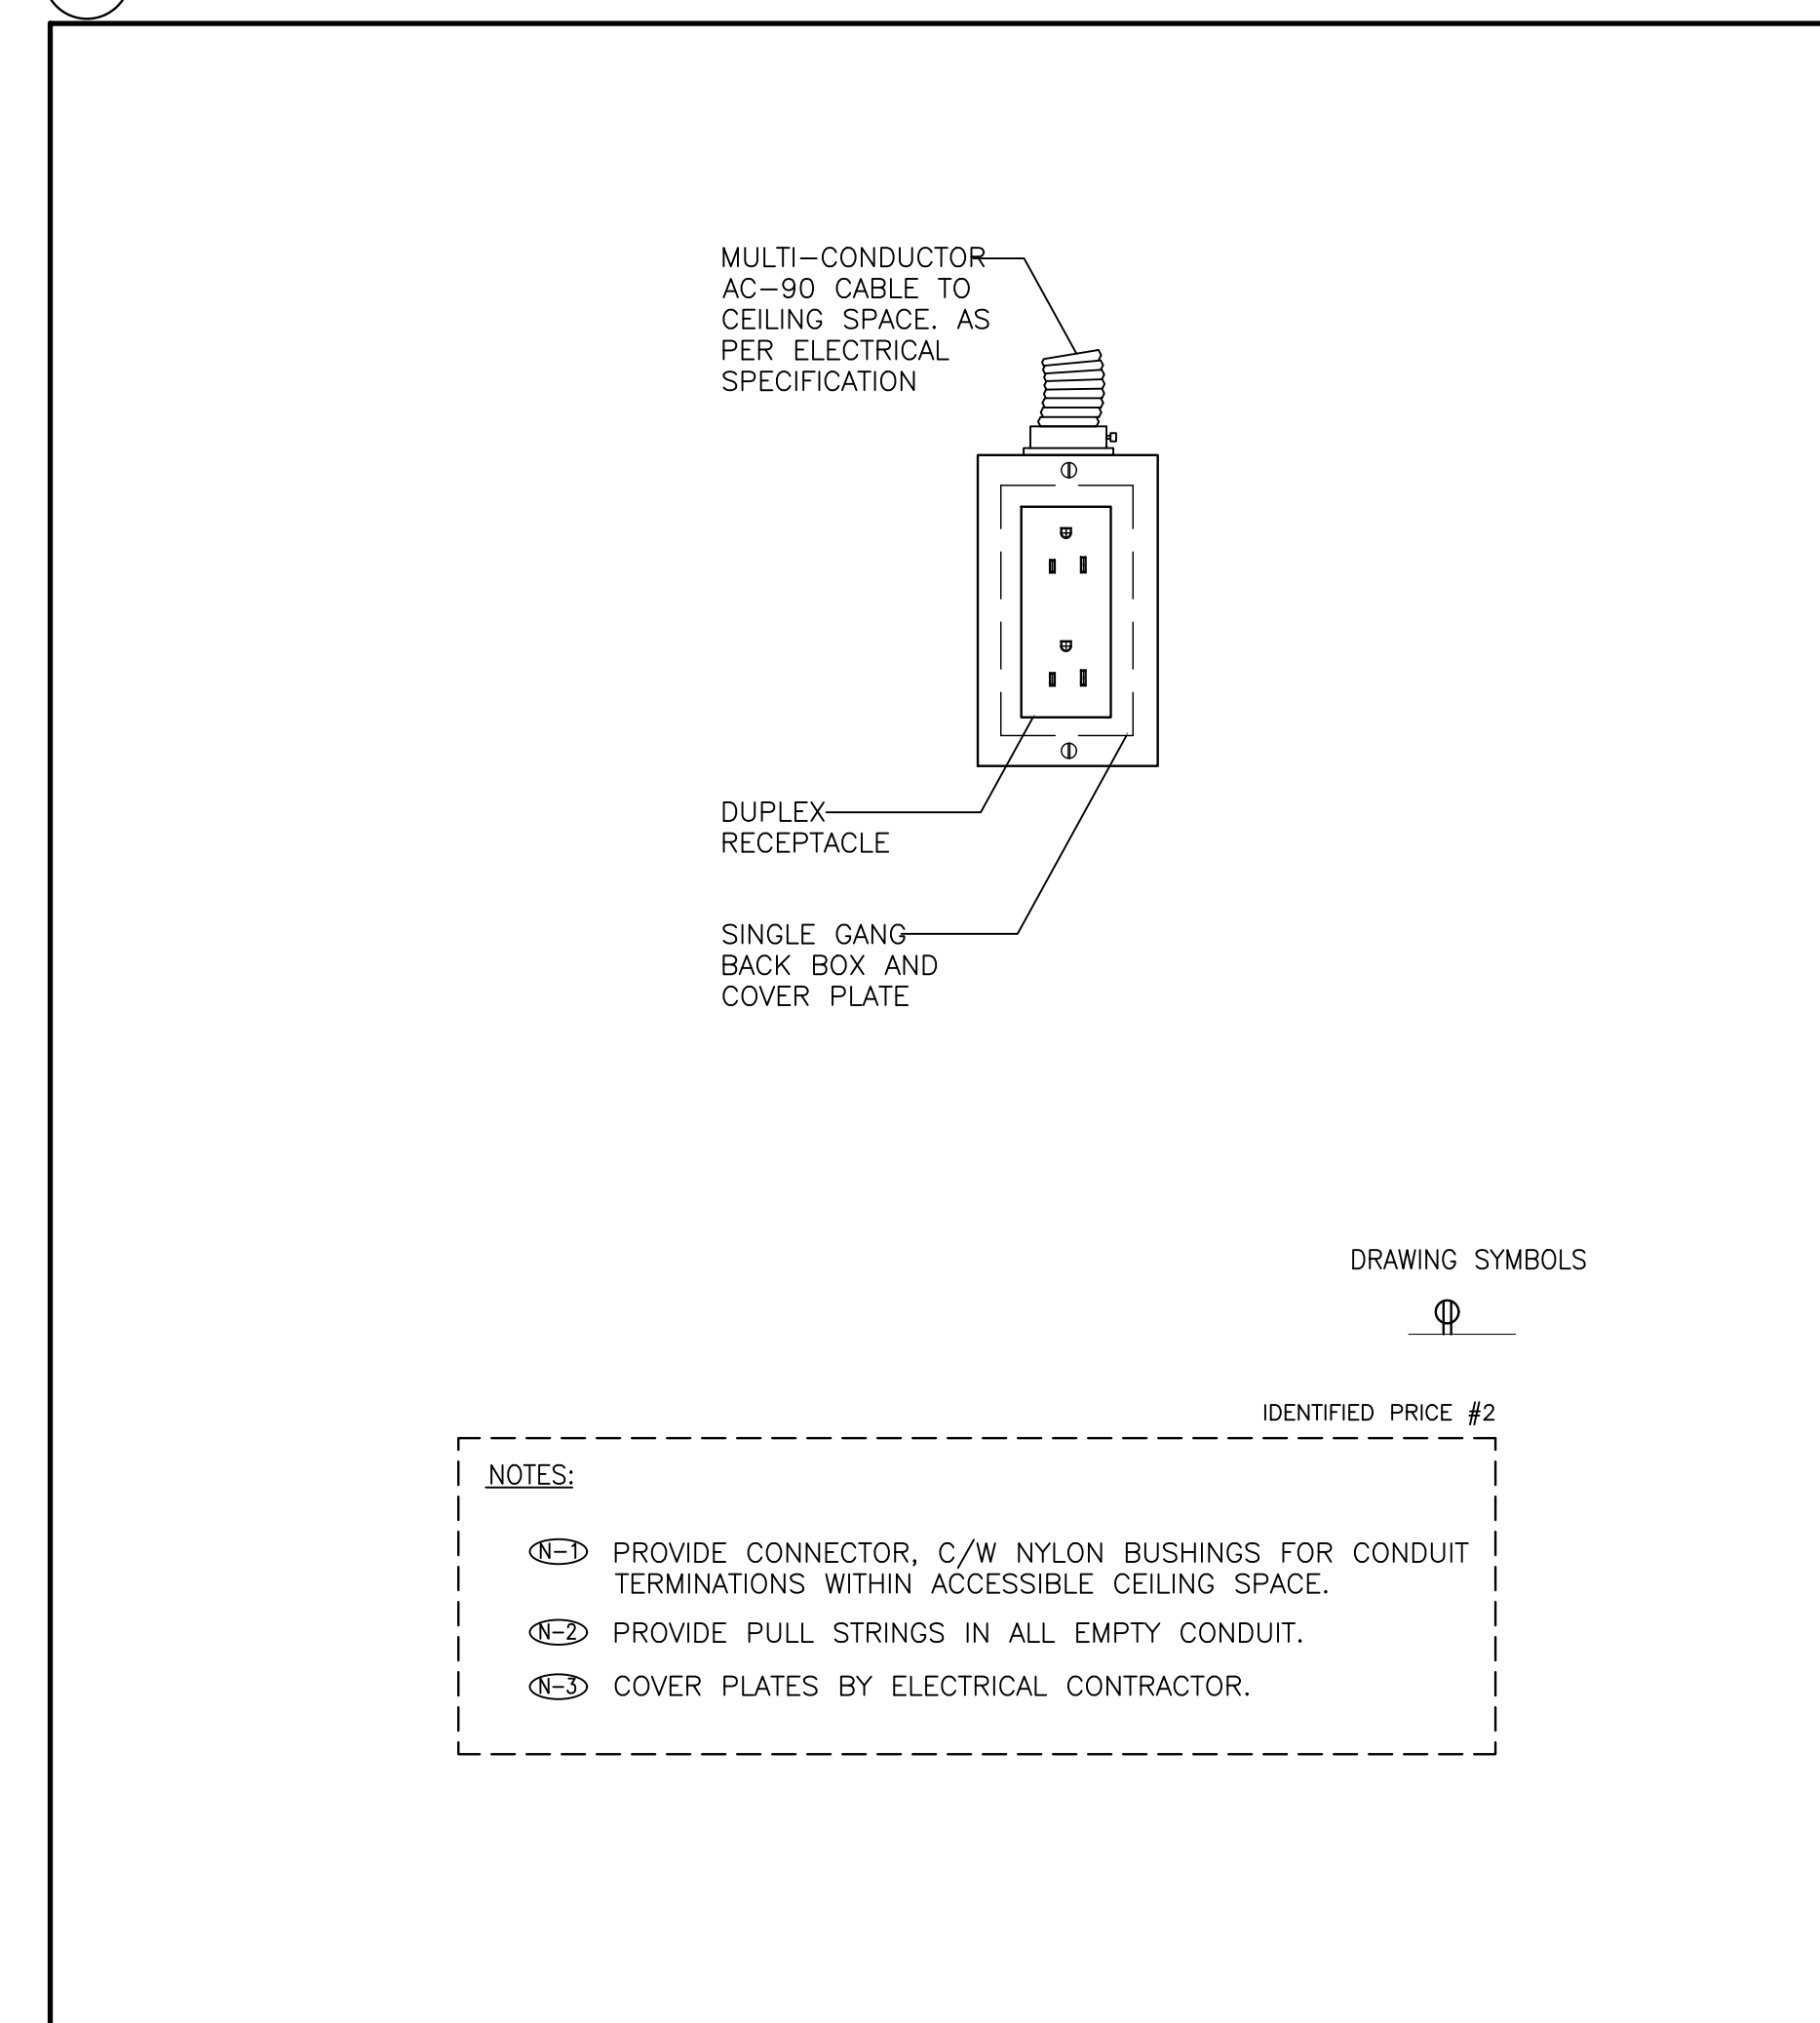 MULTI-CONDUCTOR
AC-90 CABLE TO
CEILING SPACE. AS
PER ELECTRICAL
SPECIFICATION
DUPLEX
RECEPTACLE
SINGLE GANG
BACK BOX AND
COVER PLATE
DRAWING SYMBOLS
IDENTIFIED PRICE #2
NOTES:
N-1 PROVIDE CONNECTOR, C/W NYLON BUSHINGS FOR CONDUIT
TERMINATIONS WITHIN ACCESSIBLE CEILING SPACE.
N-2 PROVIDE PULL STRINGS IN ALL EMPTY CONDUIT.
N-3 COVER PLATES BY ELECTRICAL CONTRACTOR.